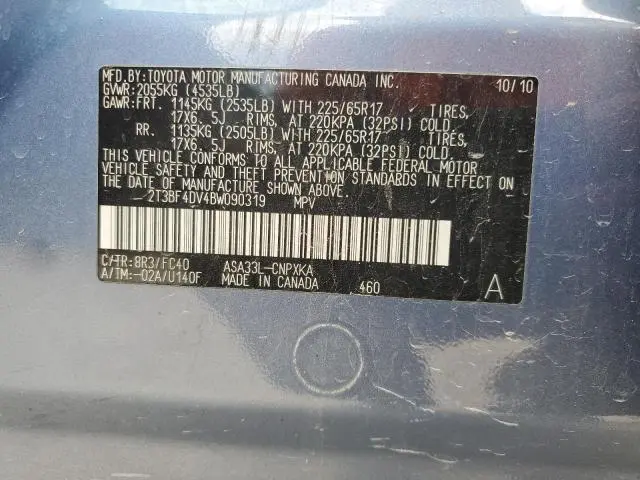 MFD.BY: TOYOTA MOTOR MANUFACTURING CANADA INC. 10/10
GVWR: 2055KG (4535LB)
GAWR: FRT. 1145KG (2535LB) WITH 225/65R17 TIRES,
17X6.5J RIMS, AT 220KPA (32PSI) COLD.
RR. 1135KG (2505LB) WITH 225/65R17 TIRES,
17X6.5J RIMS, AT 220KPA (32PSI) COLD.
THIS VEHICLE CONFORMS TO ALL APPLICABLE FEDERAL MOTOR
VEHICLE SAFETY AND THEFT PREVENTION STANDARDS IN EFFECT
ON THE DATE OF MANUFACTURE SHOWN ABOVE.
2T3BF4DV4BW090319 MPV
C/TR: 8R3/FC40 ASA33L-CNPXKA
A/TM: -02A/U140F MADE IN CANADA 460 A